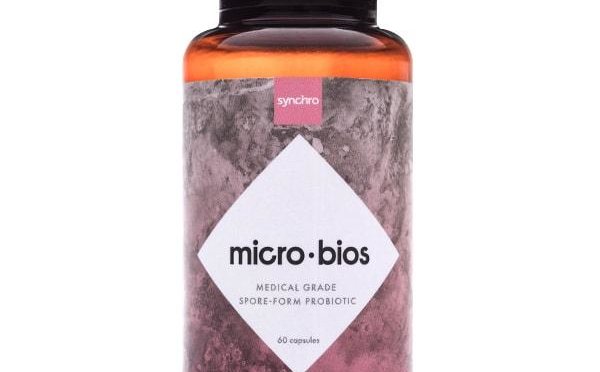 synchro
micro·bios
MEDICAL GRADE
SPORE-FORM PROBIOTIC
60 capsules